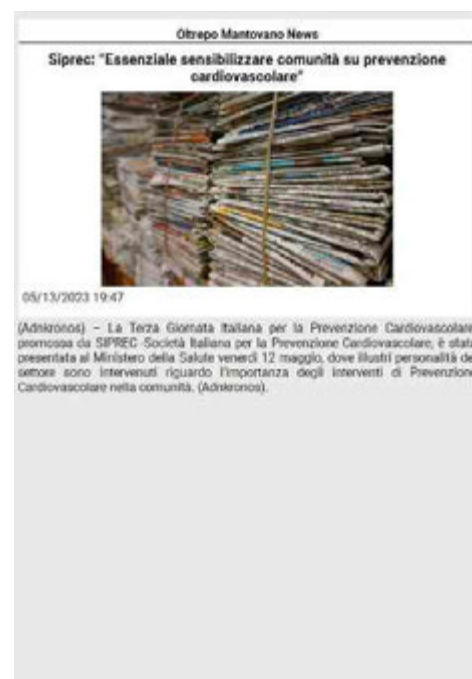 Oltrepo Mantovano News
Siprec: "Essenziale sensibilizzare comunità su prevenzione
cardiovascolare"
05/13/2023 19:47
(Adnkronos) – La Terza Giornata Italiana per la Prevenzione Cardiovascolare
promossa da SIPREC -Società Italiana per la Prevenzione Cardiovascolare, è stata
presentata al Ministero della Salute venerdì 12 maggio, dove illustri personalità de
settore sono intervenuti riguardo l'importanza degli interventi di Prevenzione
Cardiovascolare nella comunità. (Adnkronos).